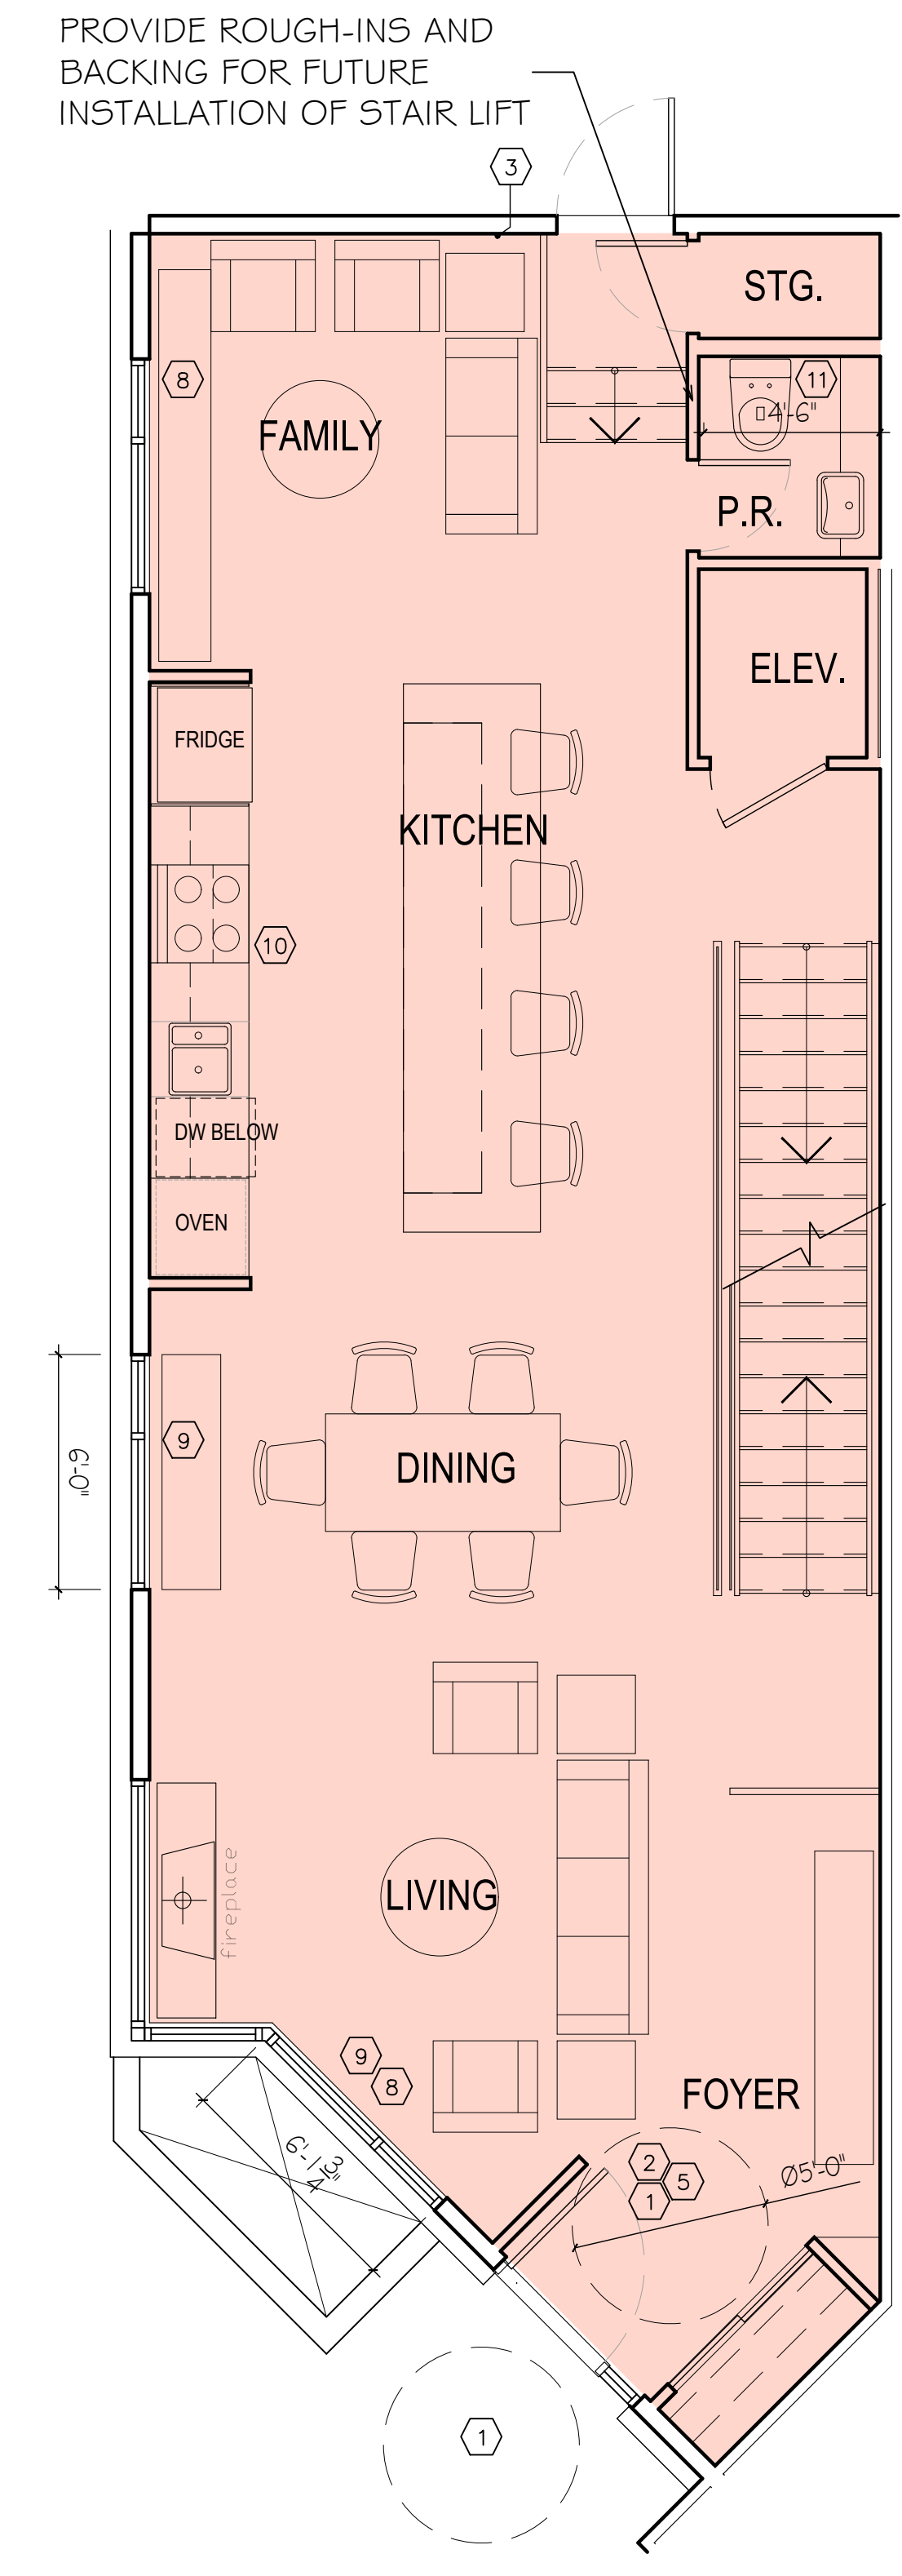 PROVIDE ROUGH-INS AND
BACKING FOR FUTURE
INSTALLATION OF STAIR LIFT
3
STG.
8
11
4'-6"
FAMILY
P.R.
ELEV.
FRIDGE
KITCHEN
10
DW BELOW
OVEN
9
DINING
6'-0"
LIVING
fireplace
9
8
FOYER
6'-1 3/4"
2
5
1
Ø5'-0"
1